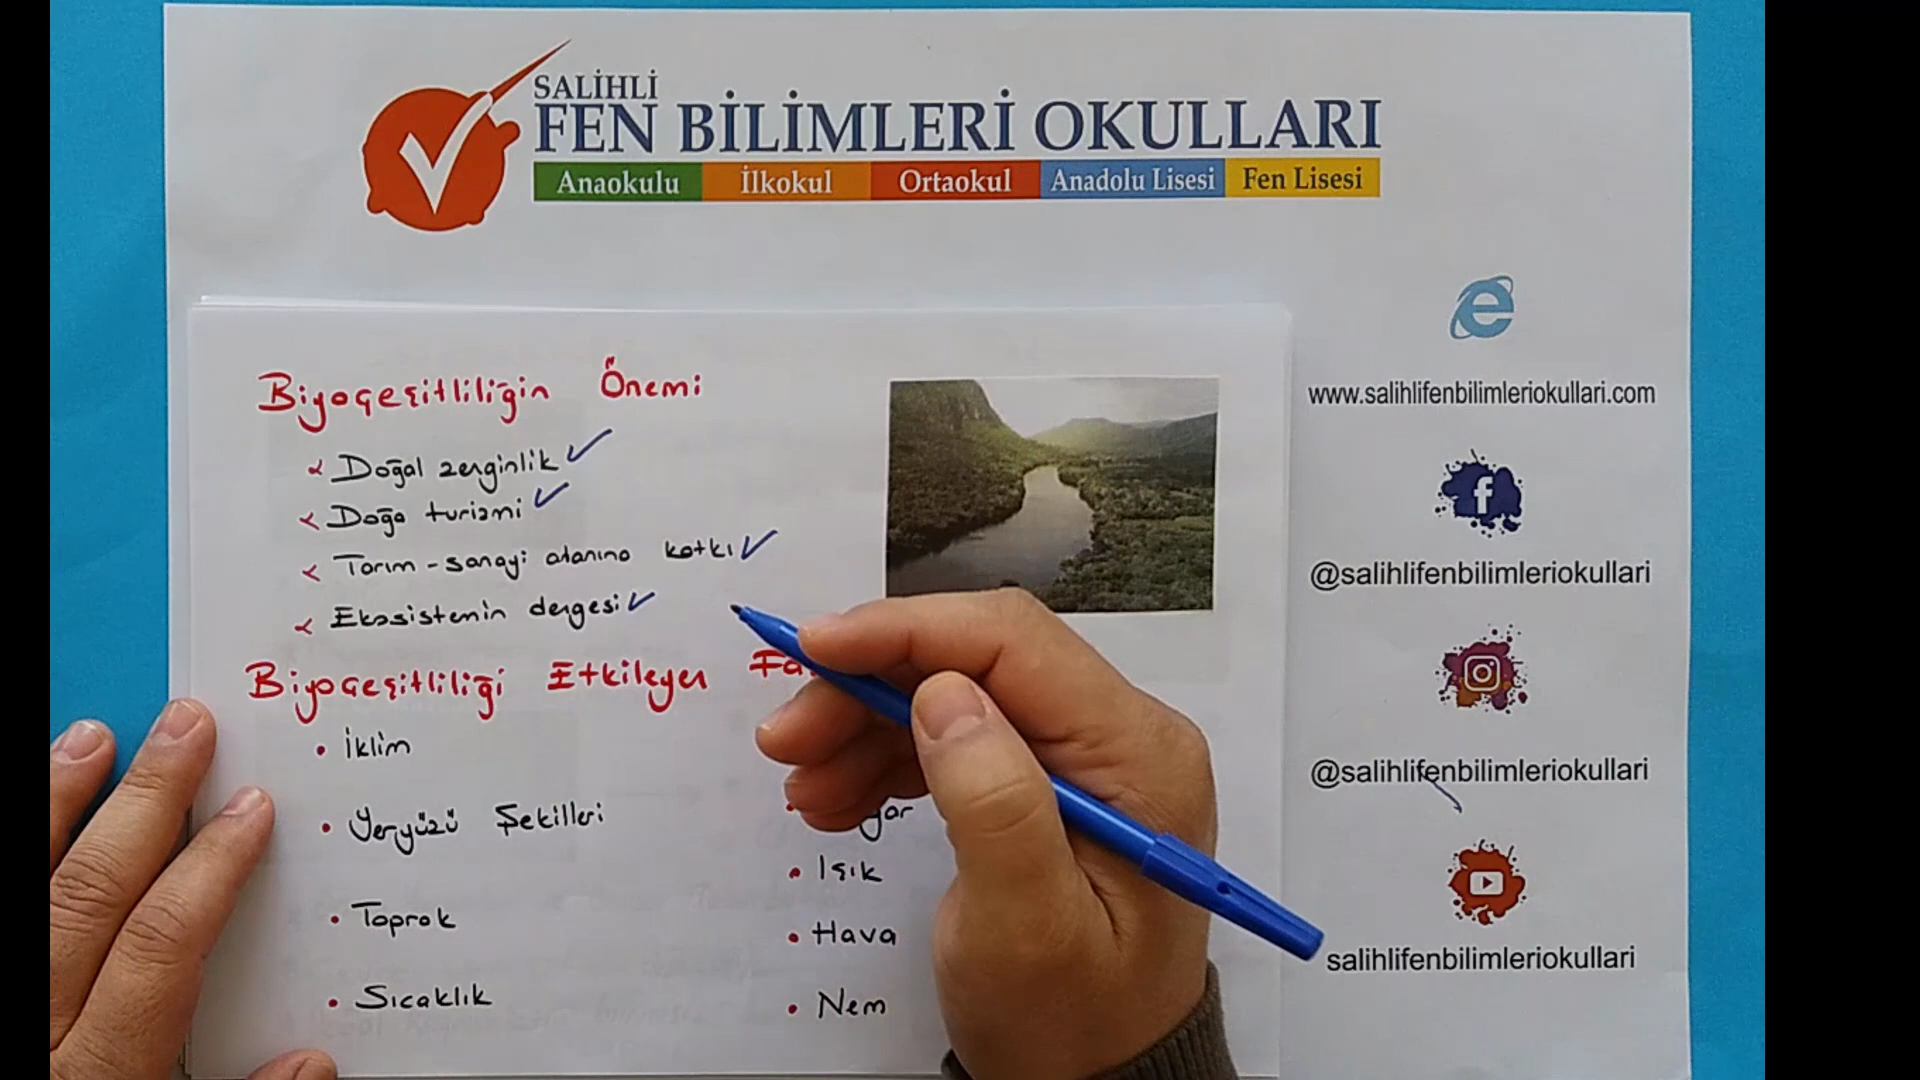 SALİHLİ
FEN BİLİMLERİ OKULLARI
Anaokulu İlkokul Ortaokul Anadolu Lisesi Fen Lisesi
Biyoçeşitliliğin Önemi
Doğal zenginlik
Doğa turizmi
Tarım - sanayi alanına katkı
Ekosistemin dengesi
Biyoçeşitliliği Etkileyen
• İklim
• Yeryüzü Şekilleri
• Toprak
• Sıcaklık
• Işık
• Hava
• Nem
www.salihlifenbilimleriokullari.com
@salihlifenbilimleriokullari
@salihlifenbilimleriokullari
salihlifenbilimleriokullari